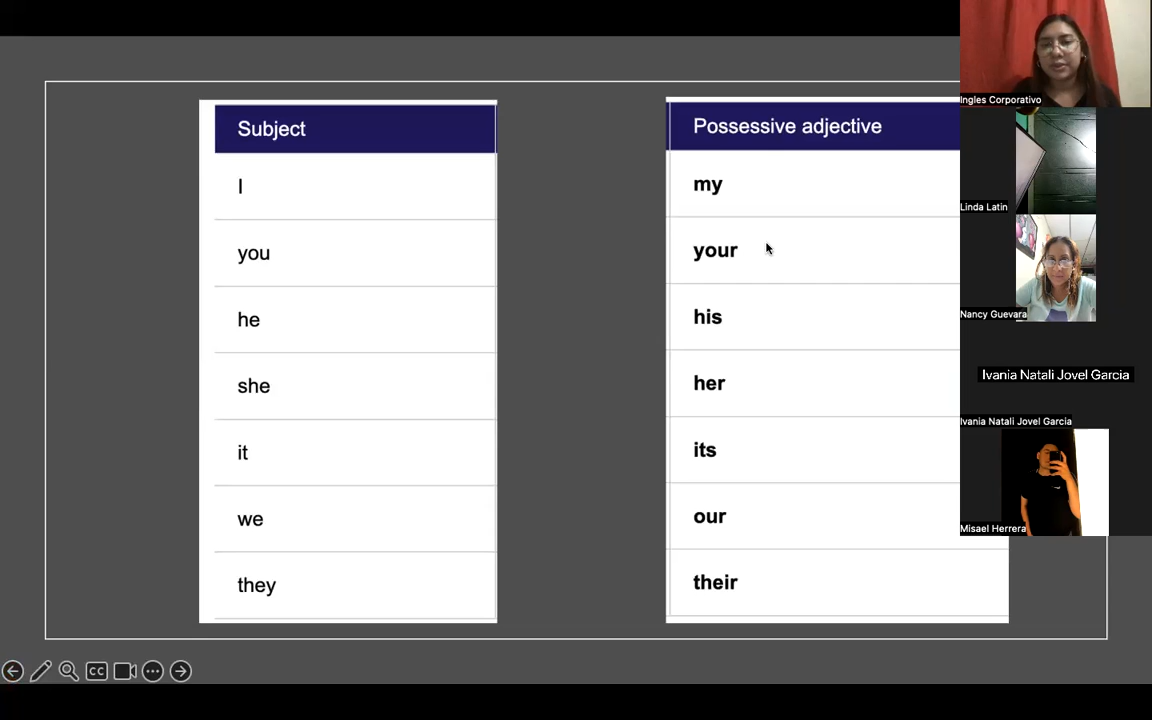 Subject
I
you
he
she
it
we
they
Possessive adjective
my
your
his
her
its
our
their
Ingles Corporativo
Linda Latin
Nancy Guevara
Ivania Natali Jovel Garcia
Ivania Natali Jovel Garcia
Misael Herrera
CC